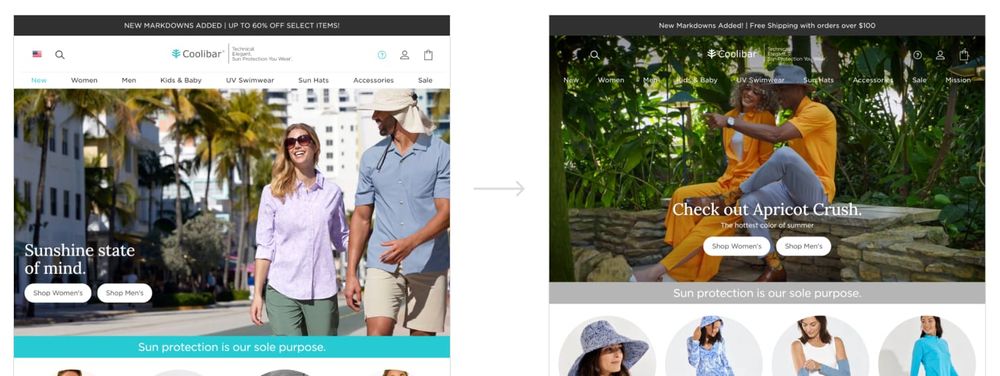 NEW MARKDOWNS ADDED | UP TO 60% OFF SELECT ITEMS!
Coolibar
Technical.
Elegant.
Sun Protection You Wear.
New Women Men Kids & Baby UV Swimwear Sun Hats Accessories Sale
Sunshine state
of mind.
Shop Women's Shop Men's
Sun protection is our sole purpose.
New Markdowns Added! | Free Shipping with orders over $100
Coolibar
Technical.
Elegant.
Sun Protection You Wear.
New Women Men Kids & Baby UV Swimwear Sun Hats Accessories Sale Mission
Check out Apricot Crush.
The hottest color of summer
Shop Women's Shop Men's
Sun protection is our sole purpose.